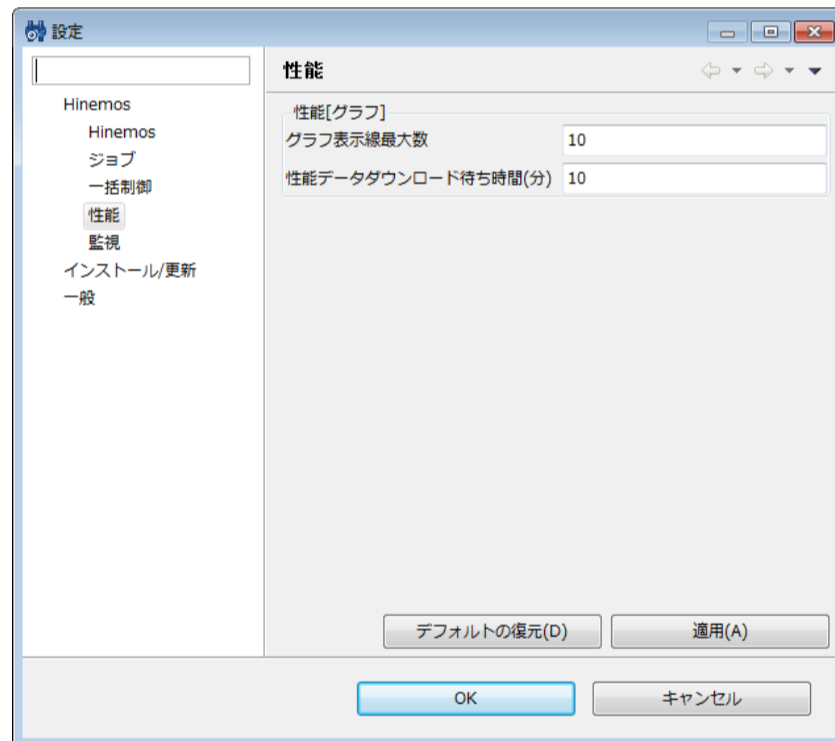 設定
Hinemos
Hinemos
ジョブ
一括制御
性能
監視
インストール/更新
一般
性能
性能[グラフ]
グラフ表示線最大数 10
性能データダウンロード待ち時間(分) 10
デフォルトの復元(D) 適用(A)
OK キャンセル